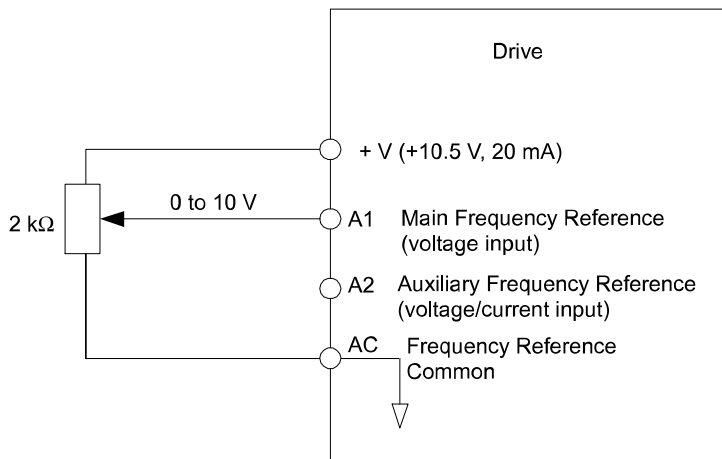 Drive
+ V (+10.5 V, 20 mA)
0 to 10 V
2 kΩ
A1 Main Frequency Reference
(voltage input)
A2 Auxiliary Frequency Reference
(voltage/current input)
AC Frequency Reference
Common